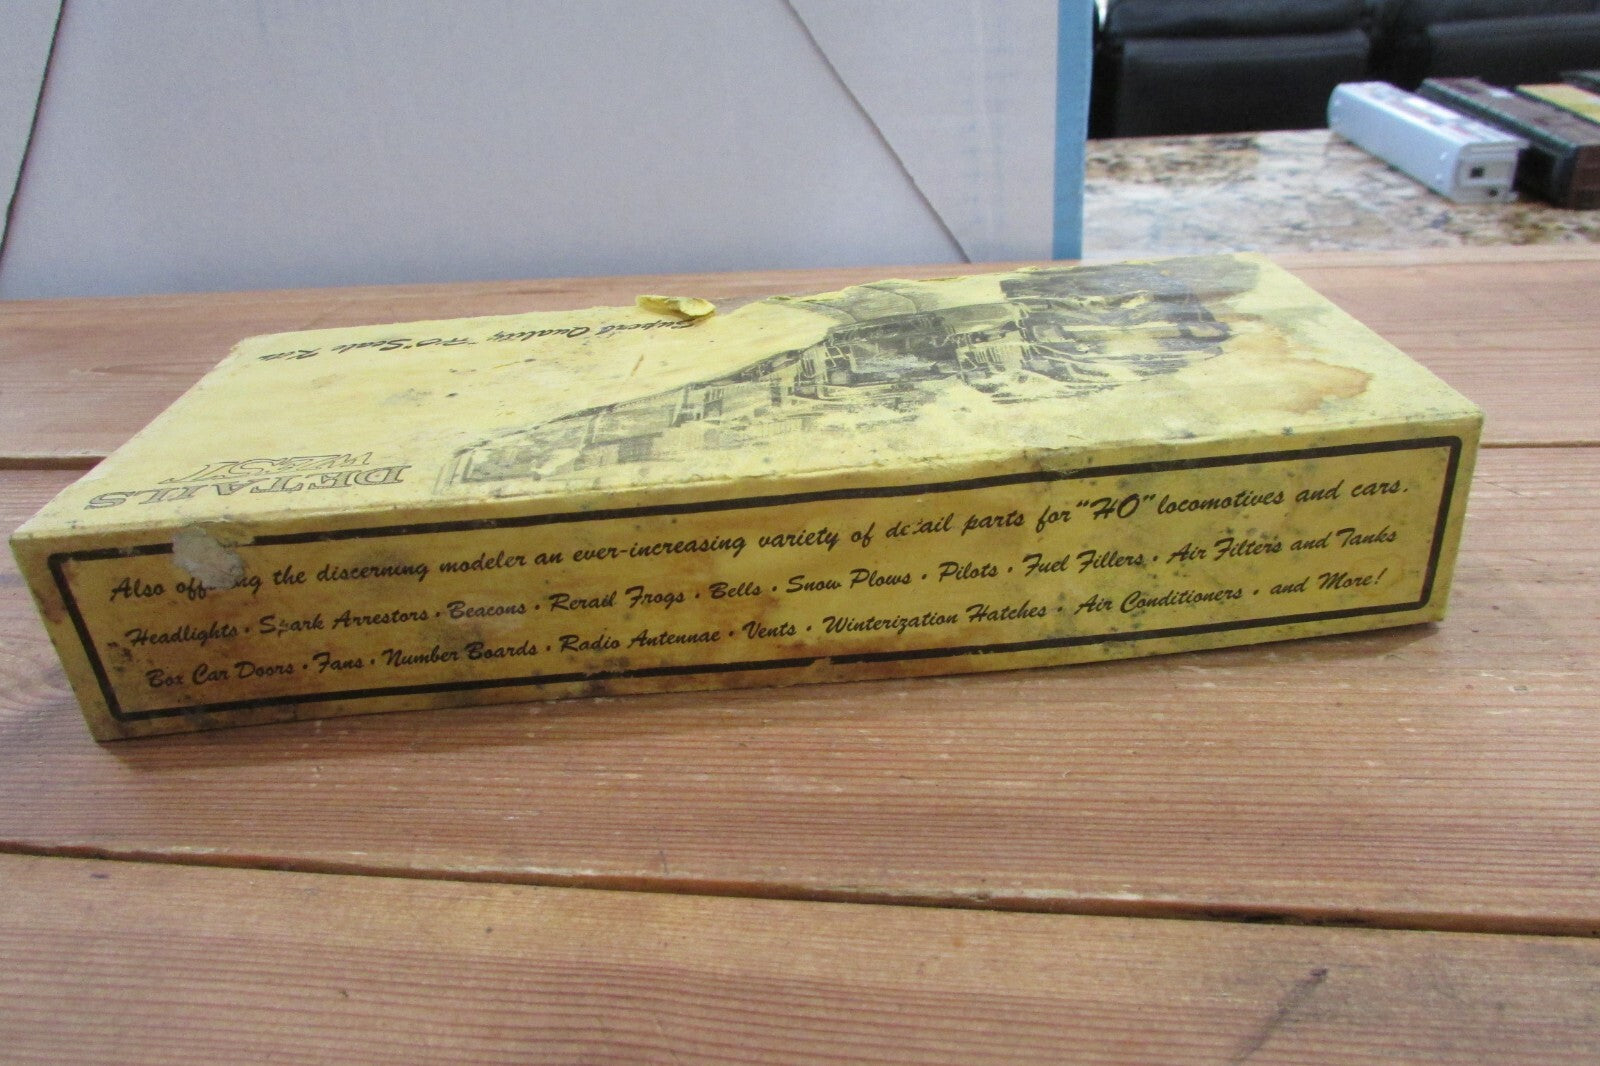 Superb Quality "HO" Scale
DETAILS
WEST
Also offering the discerning modeler an ever-increasing variety of detail parts for "HO" locomotives and cars.
Headlights · Spark Arrestors · Beacons · Rerail Frogs · Bells · Snow Plows · Pilots · Fuel Fillers · Air Filters and Tanks
Box Car Doors · Fans · Number Boards · Radio Antennae · Vents · Winterization Hatches · Air Conditioners · and More!